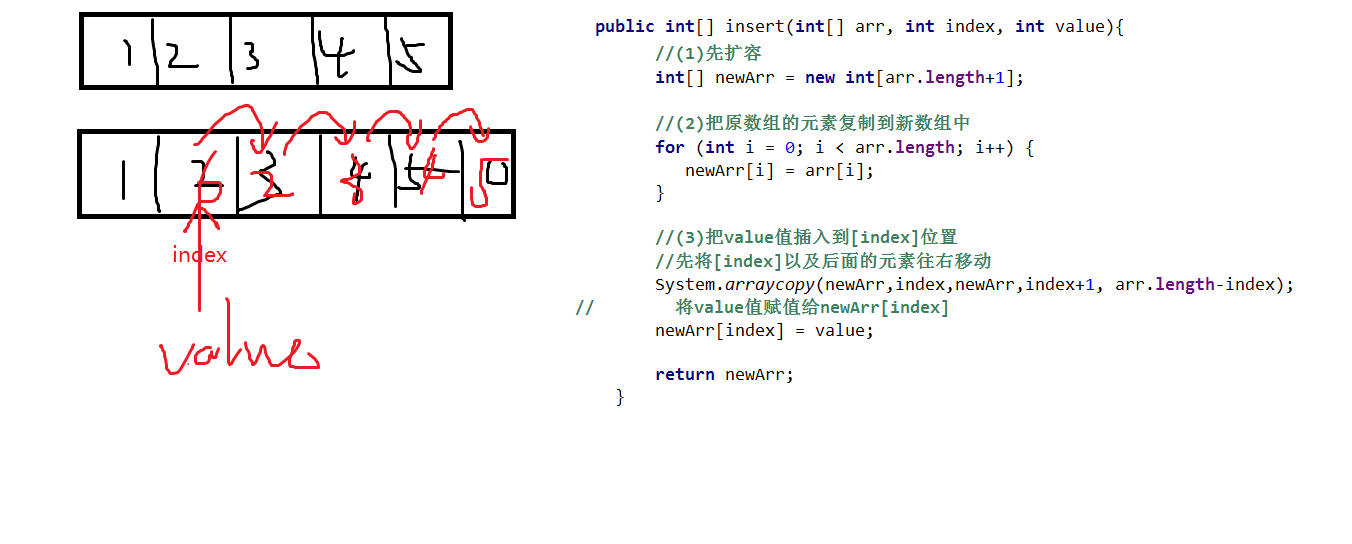 1 2 3 4 5
1 2 3 4 5 0
2 3 4 5
index
values
public int[] insert(int[] arr, int index, int value){
//(1)先扩容
int[] newArr = new int[arr.length+1];
//(2)把原数组的元素复制到新数组中
for (int i = 0; i < arr.length; i++) {
newArr[i] = arr[i];
}
//(3)把value值插入到[index]位置
//先将[index]以及后面的元素往右移动
System.arraycopy(newArr,index,newArr,index+1, arr.length-index);
// 将value值赋值给newArr[index]
newArr[index] = value;
return newArr;
}